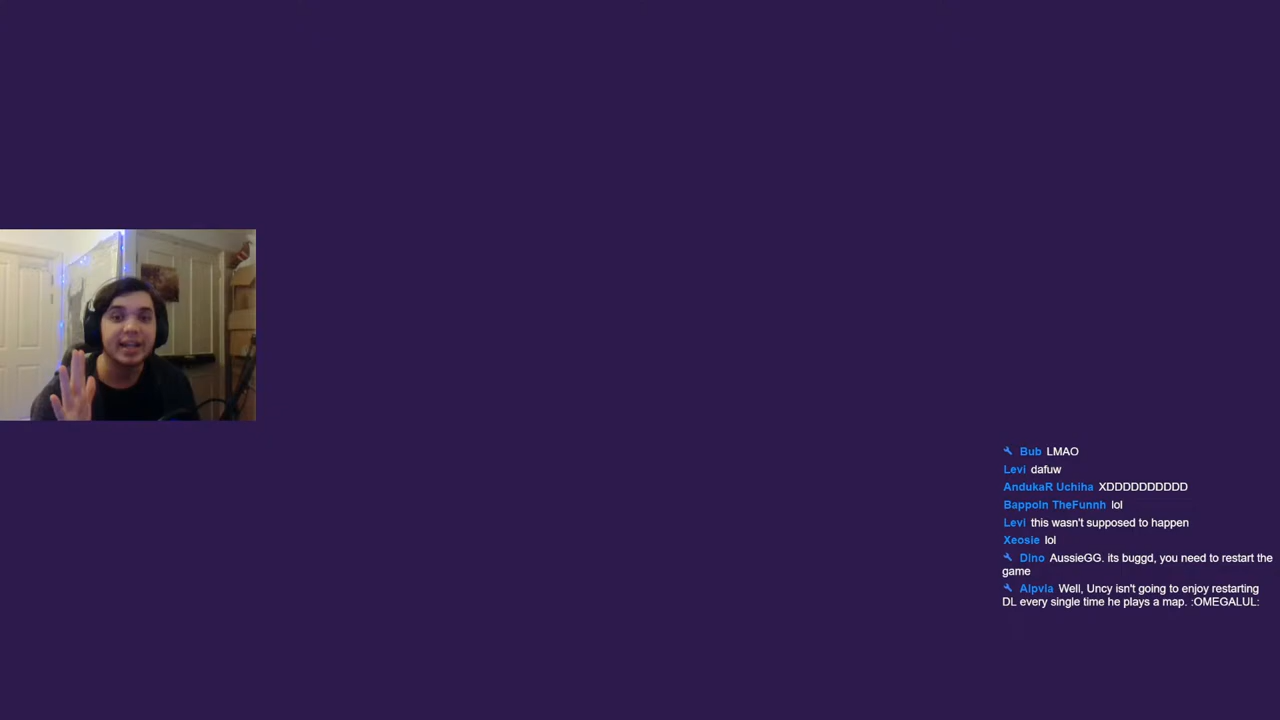 Bub LMAO
Levi dafuw
AndukaR Uchiha XDDDDDDDDDD
Bappoln TheFunnh lol
Levi this wasn't supposed to happen
Xeosie lol
Dino AussieGG. its buggd, you need to restart the
game
Alpvia Well, Uncy isn't going to enjoy restarting
DL every single time he plays a map. :OMEGALUL: